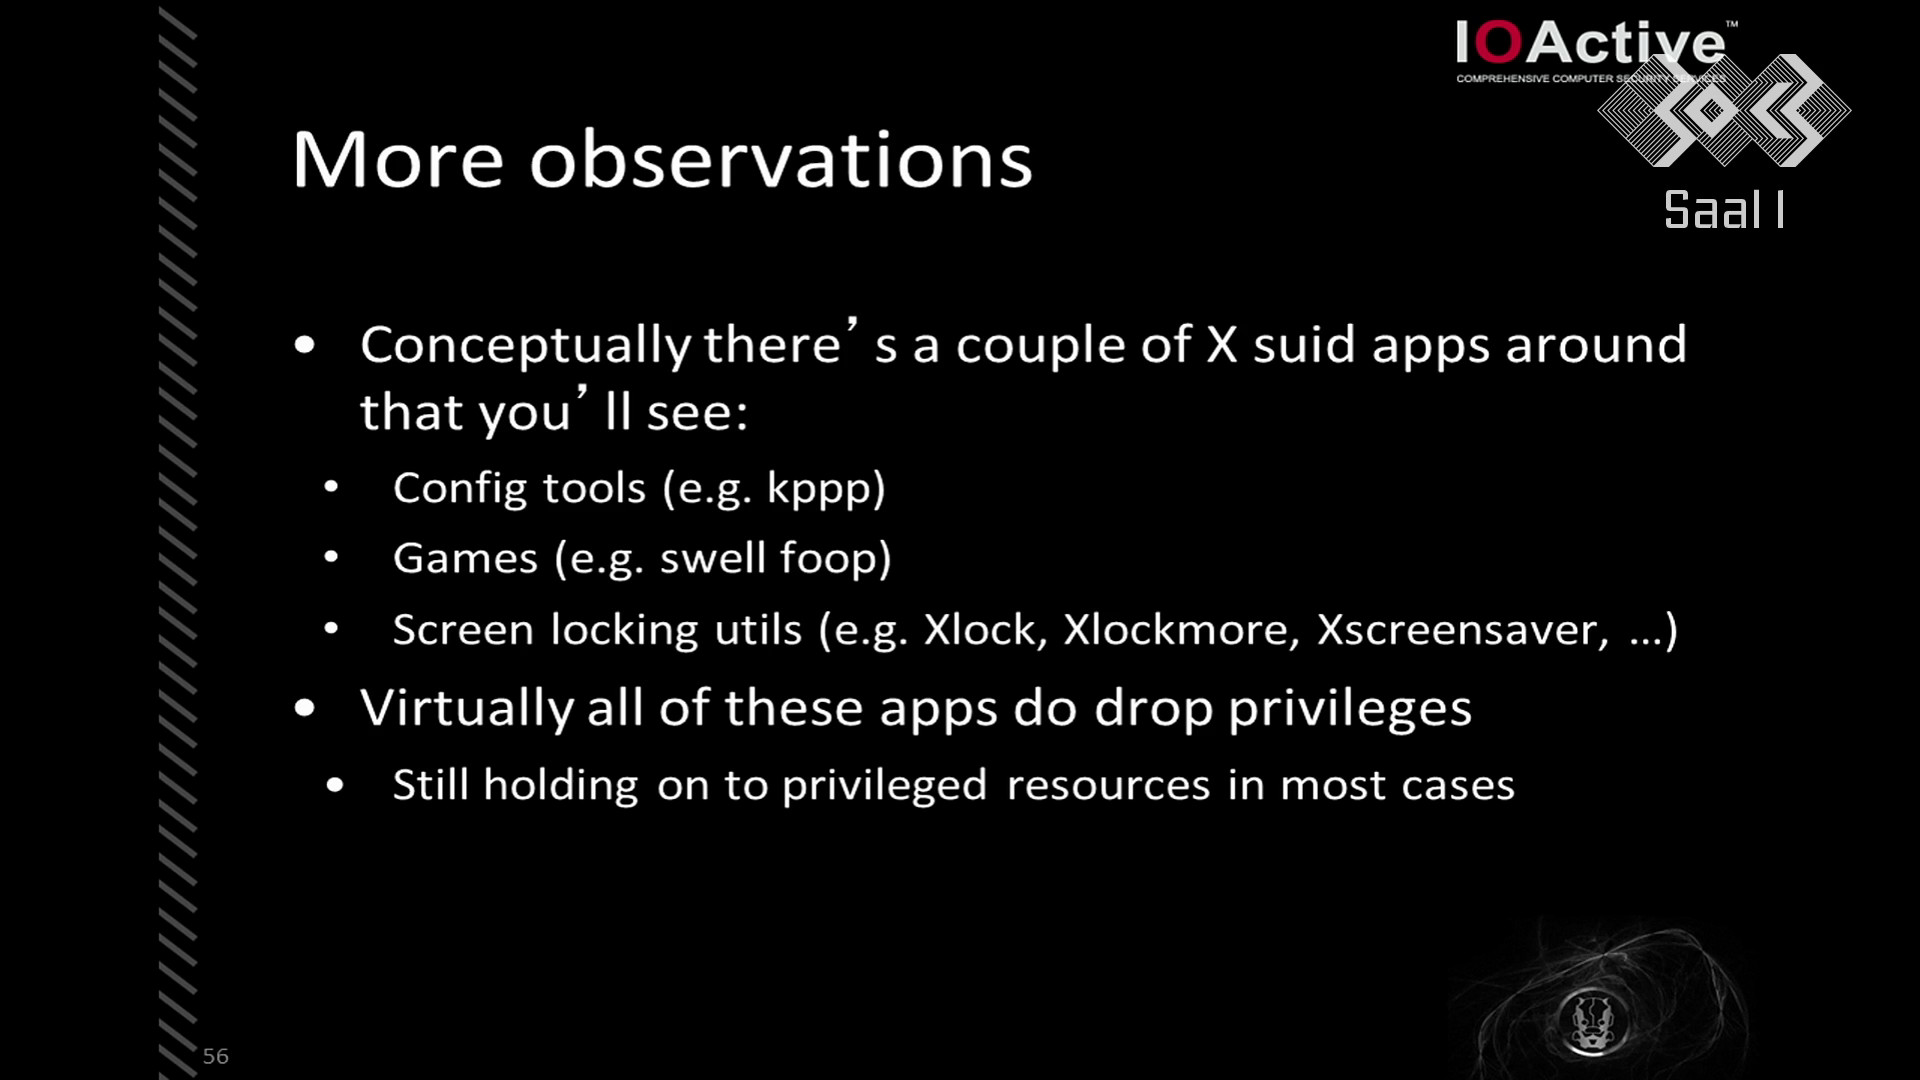 IOActive™
COMPREHENSIVE COMPUTER SECURITY SERVICES
Saal 1
More observations
• Conceptually there’s a couple of X suid apps around
that you’ll see:
• Config tools (e.g. kppp)
• Games (e.g. swell foop)
• Screen locking utils (e.g. Xlock, Xlockmore, Xscreensaver, …)
• Virtually all of these apps do drop privileges
• Still holding on to privileged resources in most cases
56